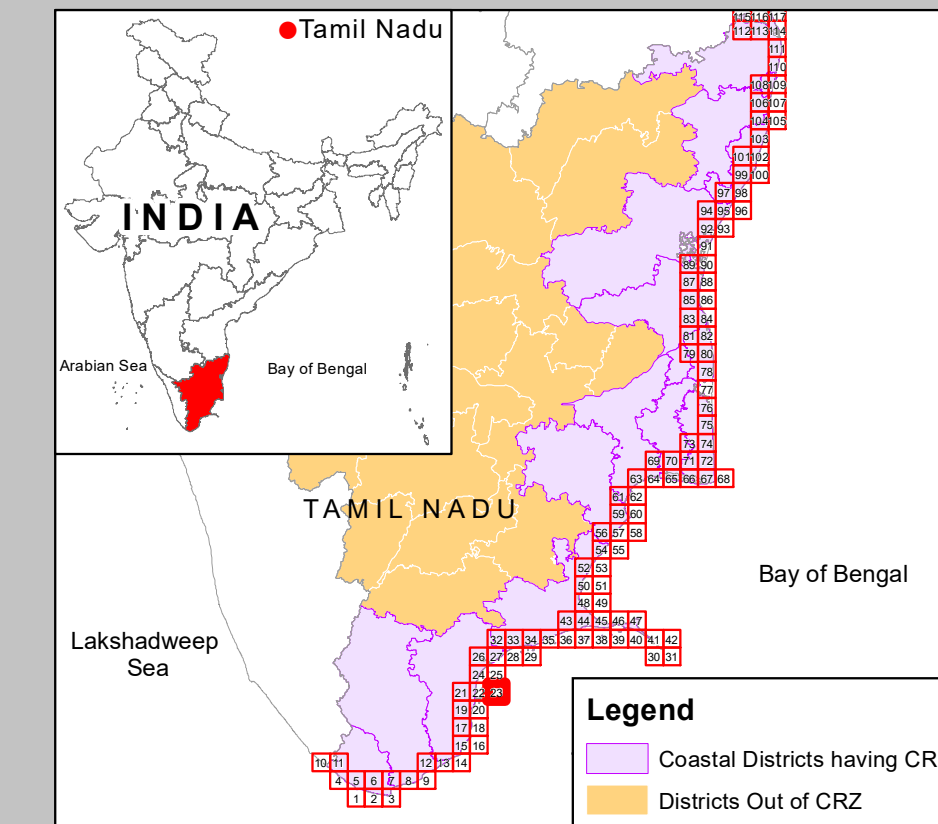 Tamil Nadu
INDIA
Arabian Sea
Bay of Bengal
115 116 117
112 113 114
111
110
108 109
106 107
104 105
103
101 102
99 100
97 98
94 95 96
92 93
91
89 90
87 88
85 86
83 84
81 82
79 80
78
77
76
75
73 74
69 70 71 72
63 64 65 66 67 68
61 62
TAMIL NADU
59 60
56 57 58
54 55
52 53
Bay of Bengal
50 51
48 49
43 44 45 46 47
Lakshadweep
Sea
32 33 34 35 36 37 38 39 40 41 42
26 27 28 29 30 31
24 25
21 22 23
19 20
17 18
15 16
10 11 12 13 14
4 5 6 7 8 9
1 2 3
Legend
Coastal Districts having CR
Districts Out of CRZ